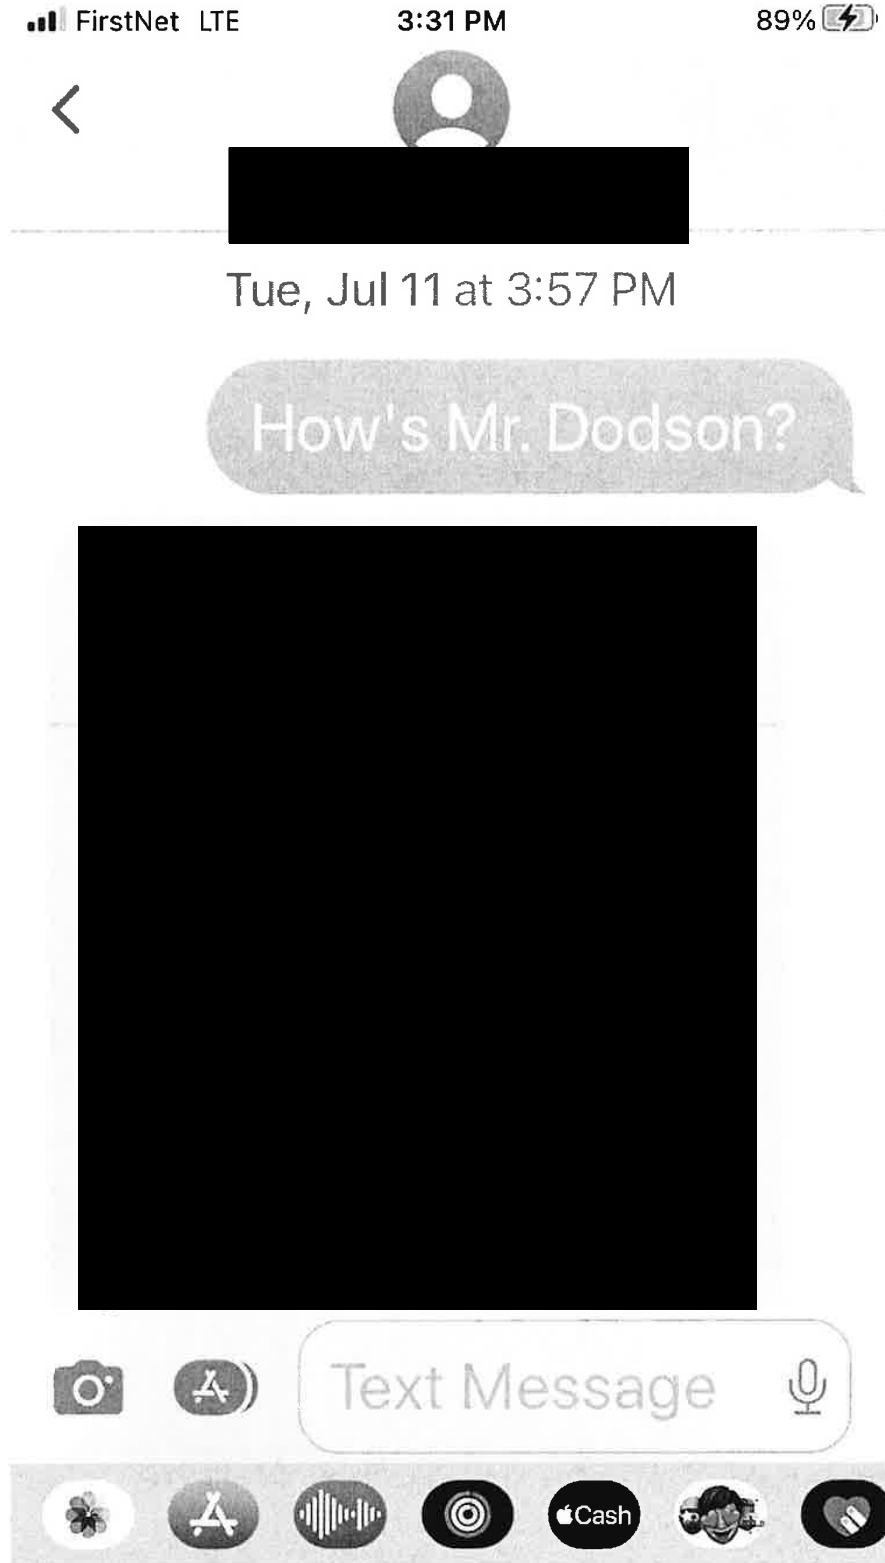 FirstNet LTE 3:31 PM 89%
Tue, Jul 11 at 3:57 PM
How's Mr. Dodson?
Text Message
Cash